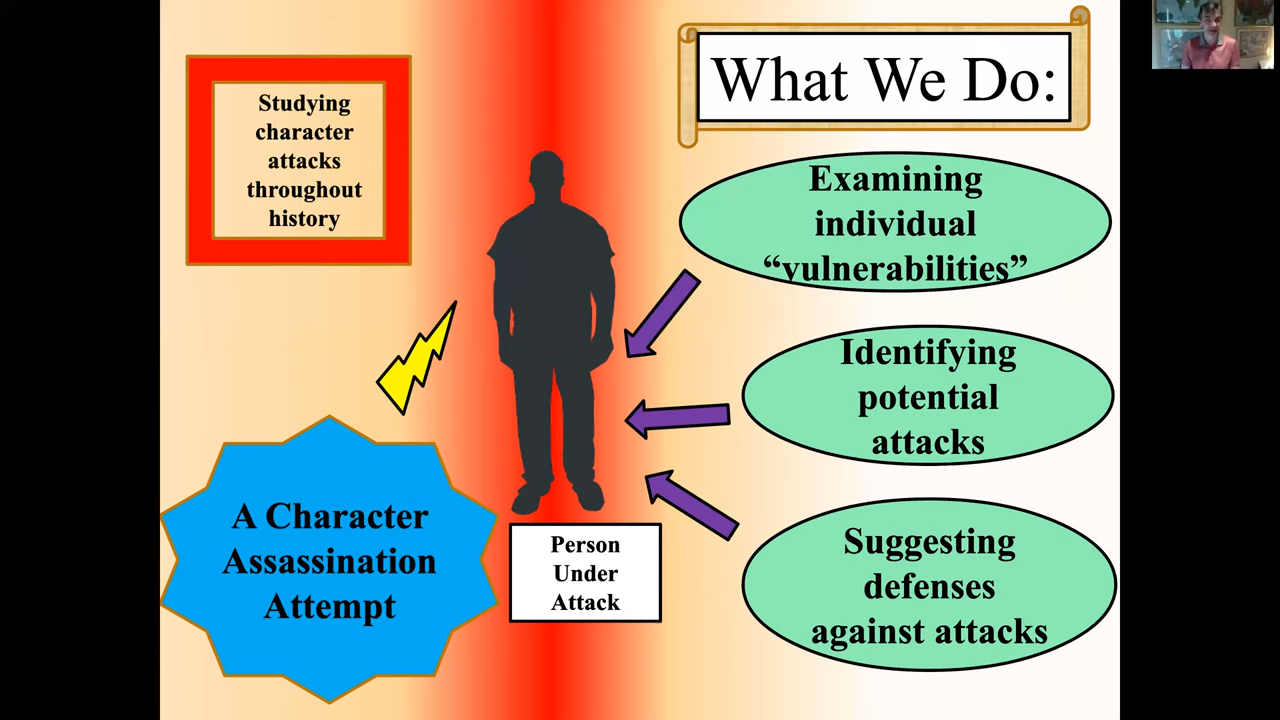 Studying
character
attacks
throughout
history
What We Do:
Examining
individual
“vulnerabilities”
Identifying
potential
attacks
Suggesting
defenses
against attacks
A Character
Assassination
Attempt
Person
Under
Attack